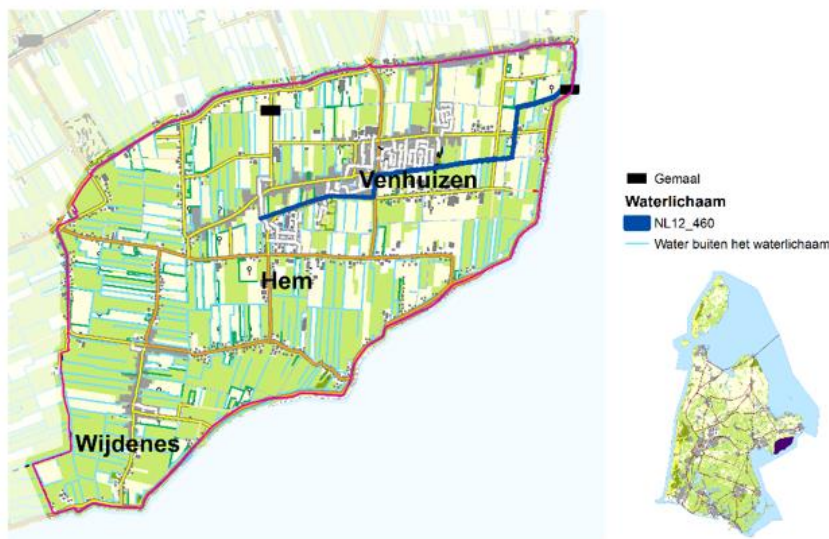 Venhuizen
Hem
Wijdenes
Gemaal
Waterlichaam
NL12_460
Water buiten het waterlichaam